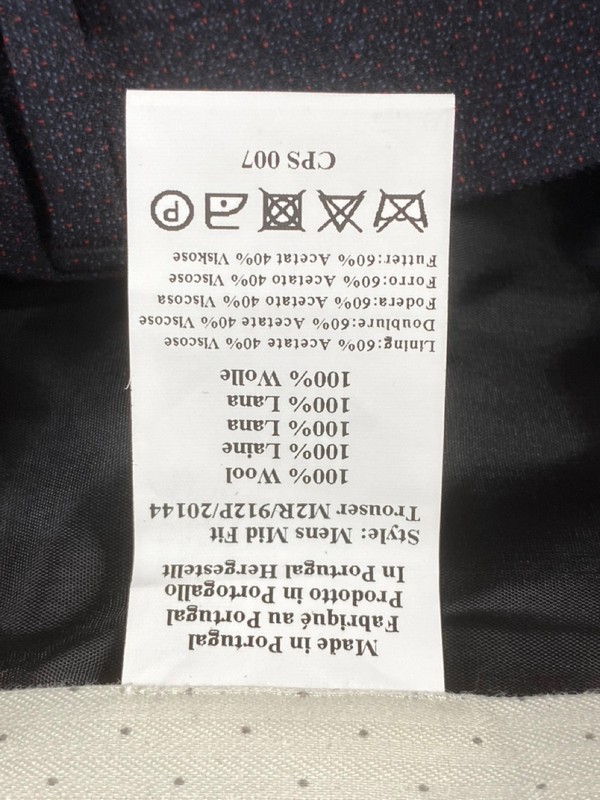 Made in Portugal
Fabriqué au Portugal
Prodotto in Portogallo
In Portugal Hergestellt
Style: Mens Mid Fit
Trouser M2R/912P/20144
100% Wool
100% Laine
100% Lana
100% Lana
100% Wolle
Lining:60% Acetate 40% Viscose
Doublure:60% Acetate 40% Viscose
Fodera:60% Acetato 40% Viscosa
Forro:60% Acetato 40% Viscose
Futter:60% Acetat 40% Viskose
P
CPS 007